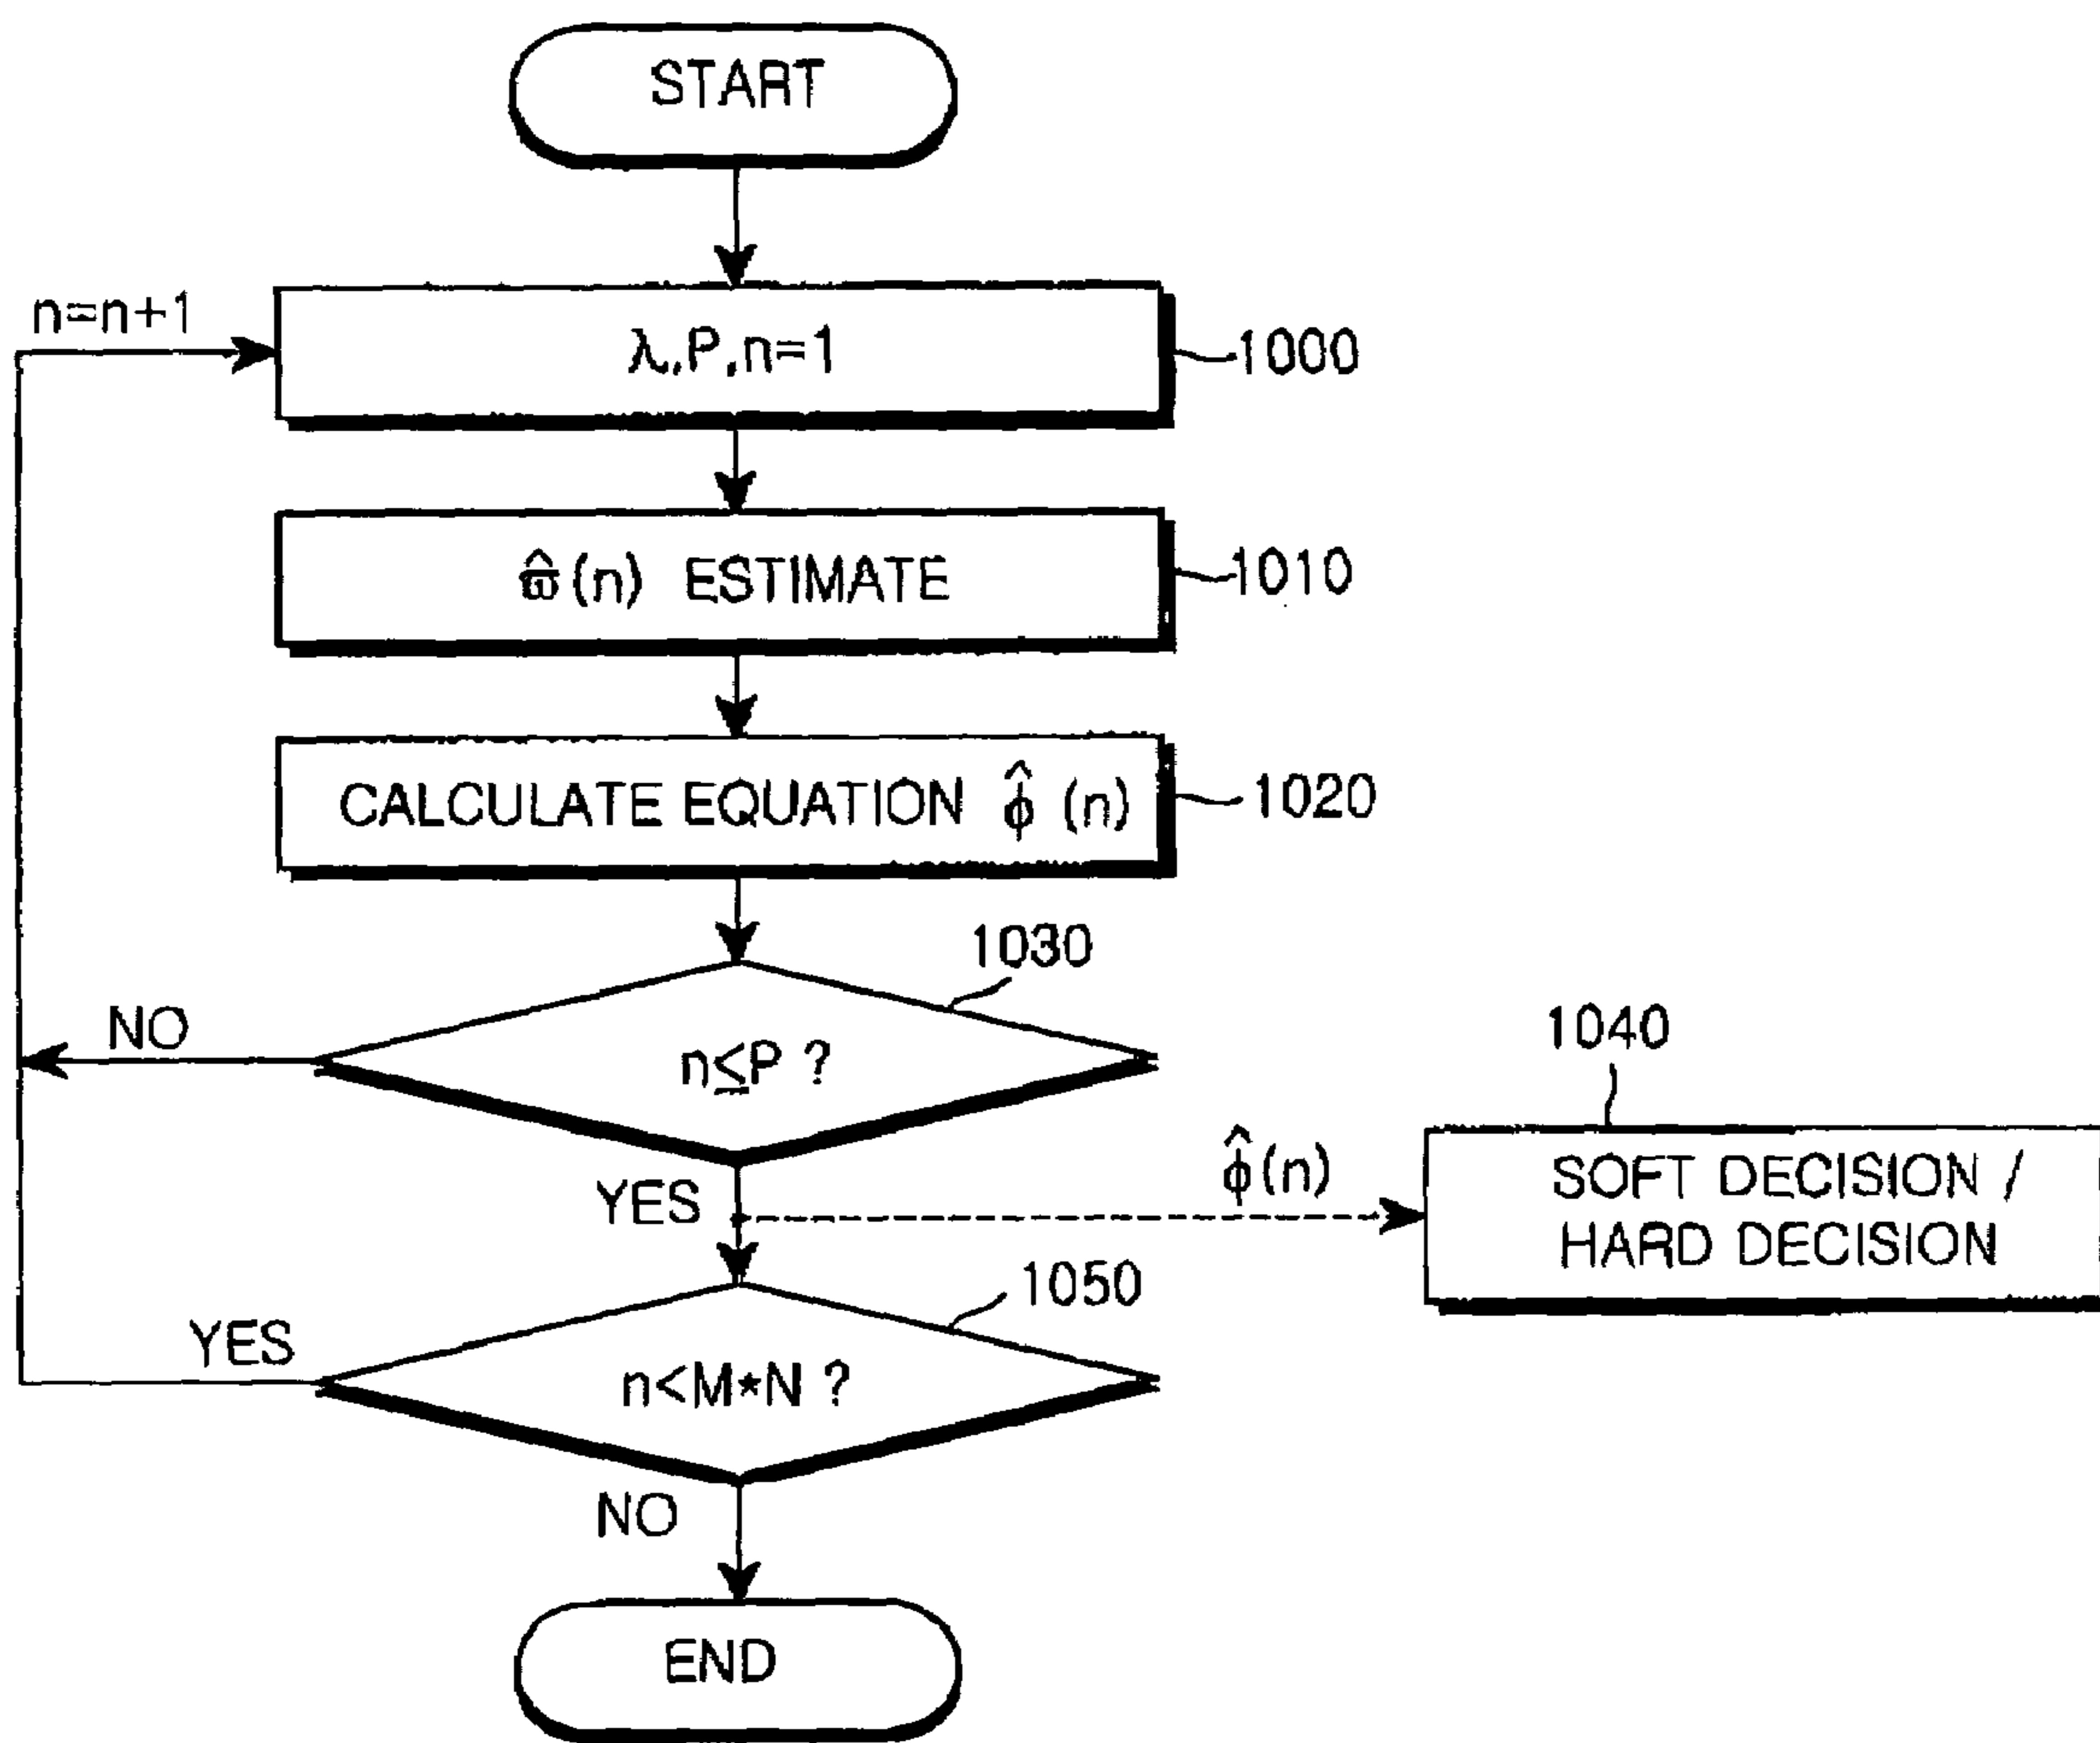 START
n=n+1
λ,P,n=1
1000
ϖ̂(n) ESTIMATE
1010
CALCULATE EQUATION ϕ̂ (n)
1020
1030
NO
n≤P ?
1040
YES
ϕ̂(n)
SOFT DECISION /
HARD DECISION
1050
YES
n<M*N ?
NO
END